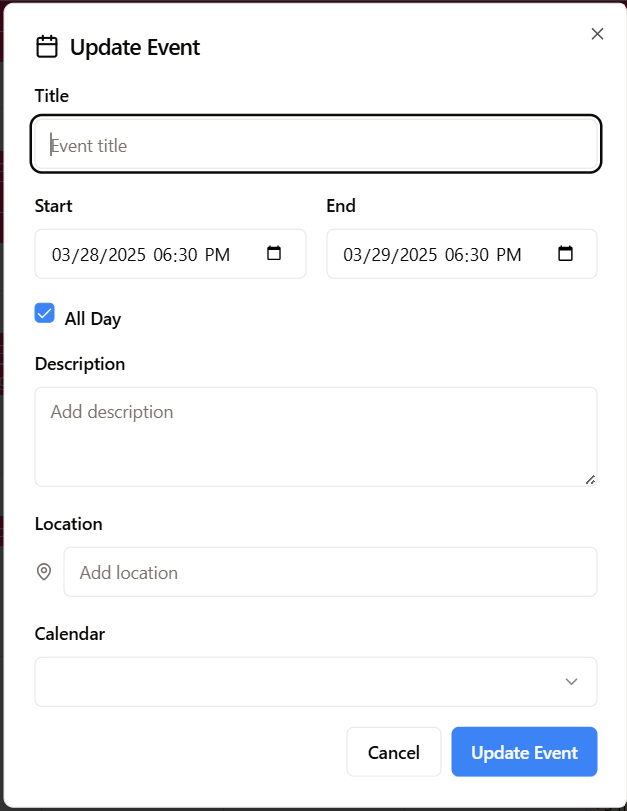 Update Event
Title
Event title
Start End
03/28/2025 06:30 PM 03/29/2025 06:30 PM
All Day
Description
Add description
Location
Add location
Calendar
Cancel Update Event